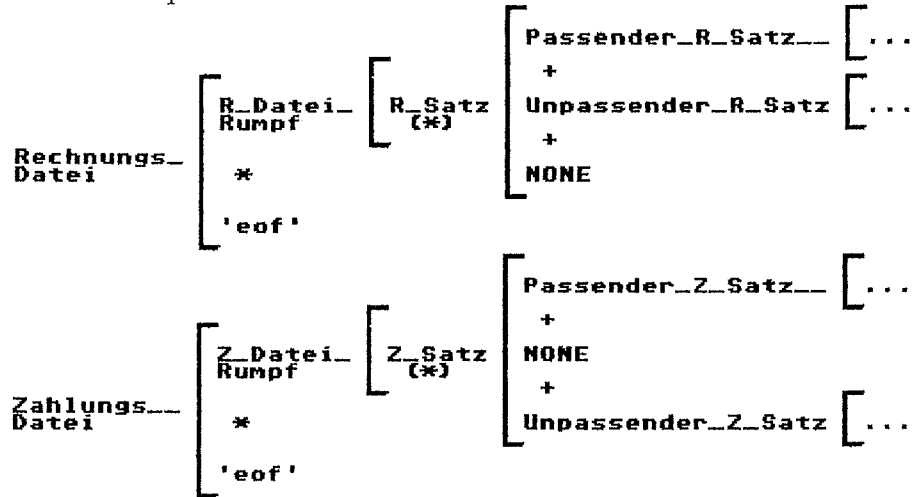 Passender_R_Satz__ ...
+
R_Datei_ R_Satz Unpassender_R_Satz ...
Rumpf (*)
+
Rechnungs_
Datei * NONE
'eof'
Passender_Z_Satz__ ...
+
Z_Datei_ Z_Satz NONE
Rumpf (*)
+
Zahlungs__
Datei * Unpassender_Z_Satz ...
'eof'